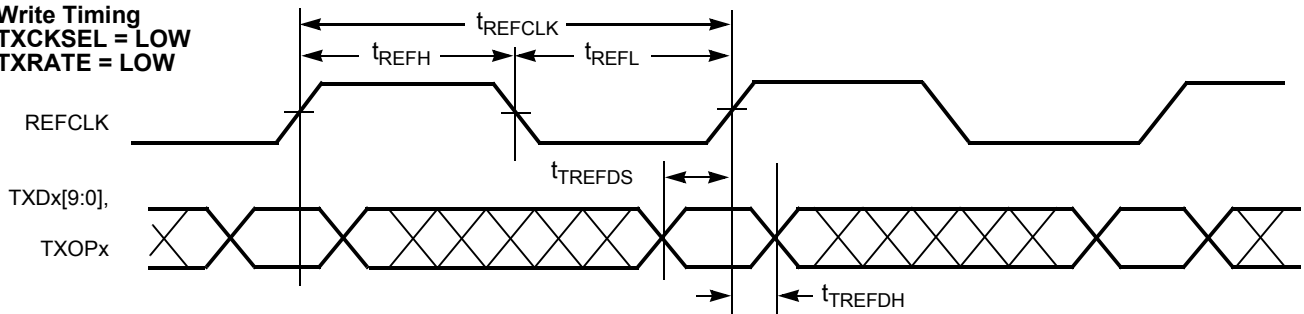 Write Timing
TXCKSEL = LOW
TXRATE = LOW
tREFCLK
tREFH
tREFL
REFCLK
tTREFDS
TXDx[9:0],
TXOPx
tTREFDH